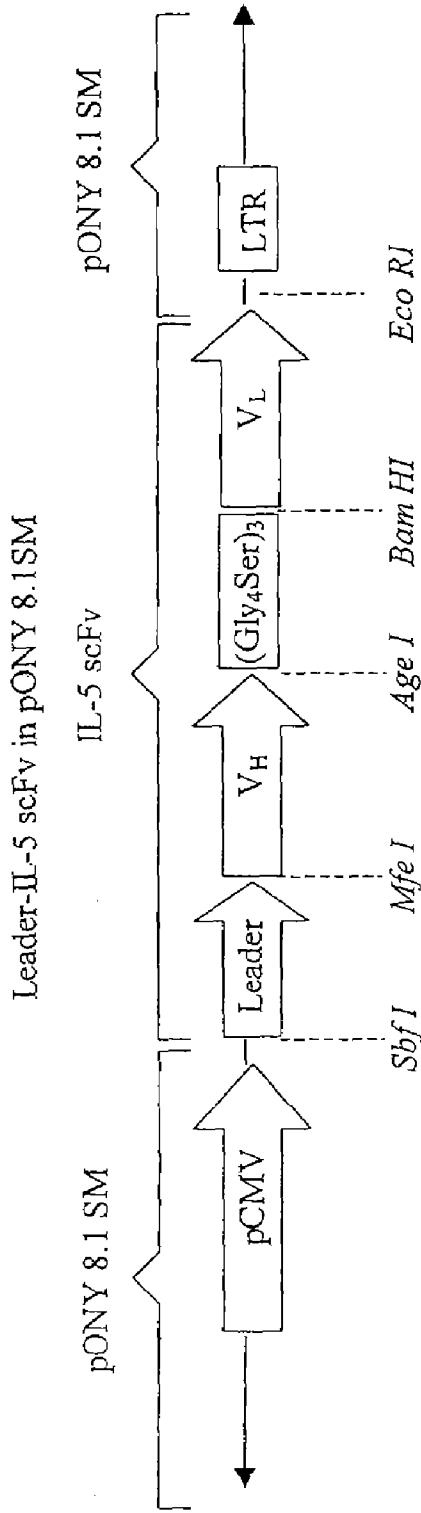 Leader-IL-5 scFv in pONY 8.1SM
pONY 8.1 SM
IL-5 scFv
pONY 8.1 SM
pCMV
Leader
VH
(Gly4Ser)3
VL
LTR
Sbf I
Mfe I
Age I
Bam HI
Eco RI